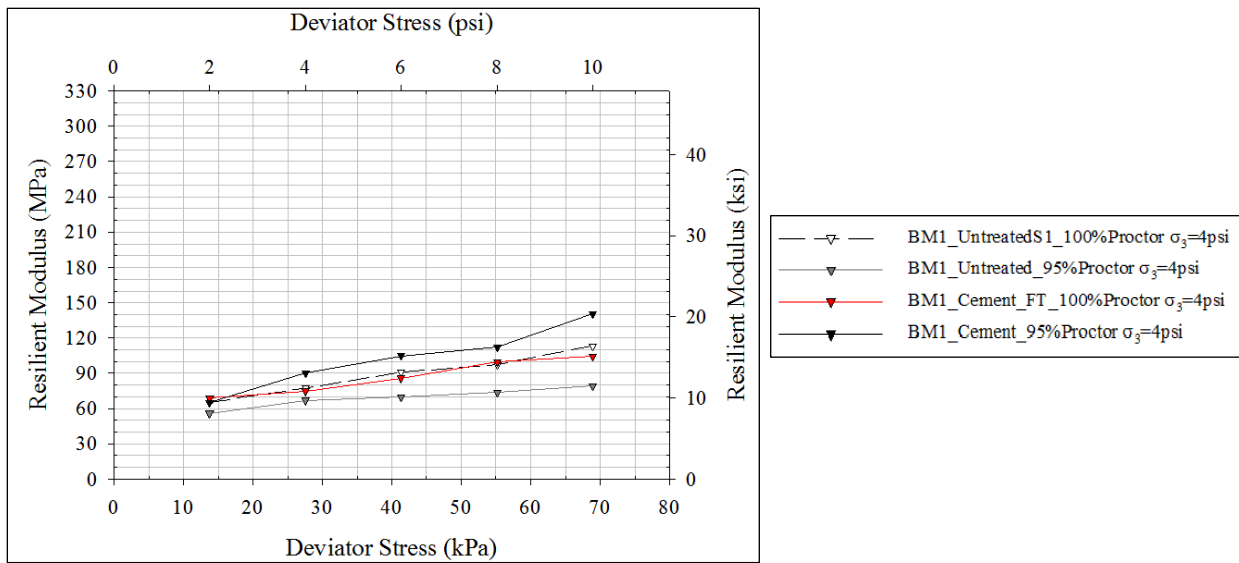 Deviator Stress (psi)
0 2 4 6 8 10
Resilient Modulus (MPa)
330
300
270
240
210
180
150
120
90
60
30
0
40
30
20
10
0
Resilient Modulus (ksi)
0 10 20 30 40 50 60 70 80
Deviator Stress (kPa)
BM1_UntreatedS1_100%Proctor σ₃=4psi
BM1_Untreated_95%Proctor σ₃=4psi
BM1_Cement_FT_100%Proctor σ₃=4psi
BM1_Cement_95%Proctor σ₃=4psi